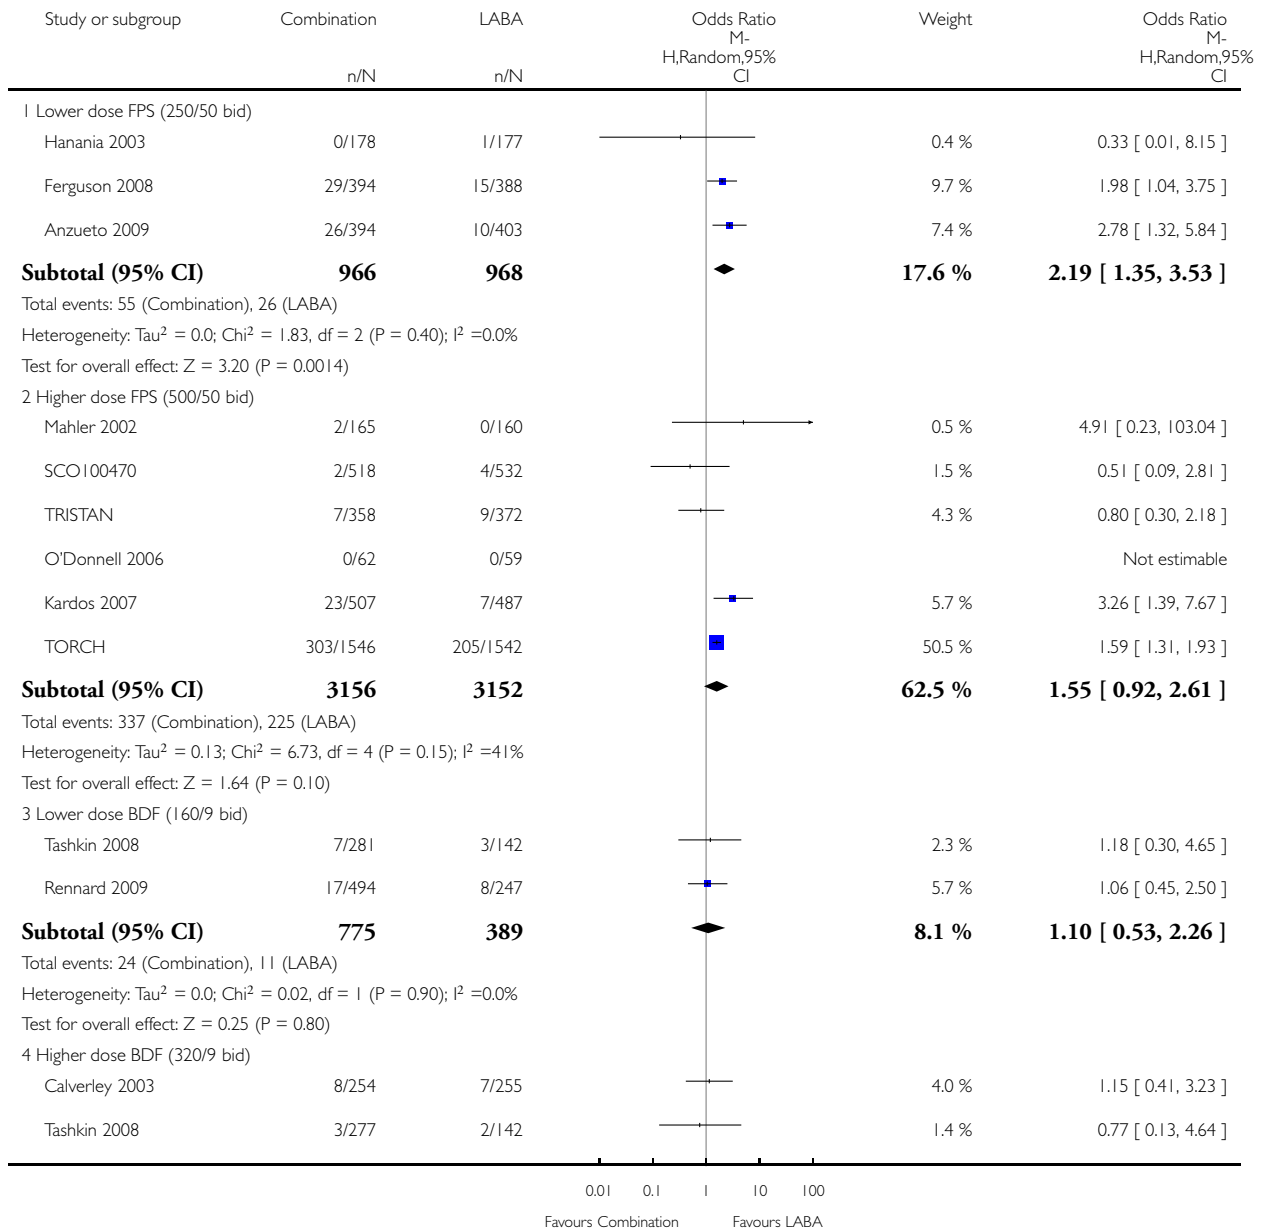 Study or subgroup Combination LABA Odds Ratio Weight Odds Ratio
M- M-
H,Random,95% H,Random,95%
n/N n/N CI CI
1 Lower dose FPS (250/50 bid)
Hanania 2003 0/178 1/177 0.4 % 0.33 [ 0.01, 8.15 ]
Ferguson 2008 29/394 15/388 9.7 % 1.98 [ 1.04, 3.75 ]
Anzueto 2009 26/394 10/403 7.4 % 2.78 [ 1.32, 5.84 ]
Subtotal (95% CI) 966 968 17.6 % 2.19 [ 1.35, 3.53 ]
Total events: 55 (Combination), 26 (LABA)
Heterogeneity: Tau² = 0.0; Chi² = 1.83, df = 2 (P = 0.40); I² =0.0%
Test for overall effect: Z = 3.20 (P = 0.0014)
2 Higher dose FPS (500/50 bid)
Mahler 2002 2/165 0/160 0.5 % 4.91 [ 0.23, 103.04 ]
SCO100470 2/518 4/532 1.5 % 0.51 [ 0.09, 2.81 ]
TRISTAN 7/358 9/372 4.3 % 0.80 [ 0.30, 2.18 ]
O'Donnell 2006 0/62 0/59 Not estimable
Kardos 2007 23/507 7/487 5.7 % 3.26 [ 1.39, 7.67 ]
TORCH 303/1546 205/1542 50.5 % 1.59 [ 1.31, 1.93 ]
Subtotal (95% CI) 3156 3152 62.5 % 1.55 [ 0.92, 2.61 ]
Total events: 337 (Combination), 225 (LABA)
Heterogeneity: Tau² = 0.13; Chi² = 6.73, df = 4 (P = 0.15); I² =41%
Test for overall effect: Z = 1.64 (P = 0.10)
3 Lower dose BDF (160/9 bid)
Tashkin 2008 7/281 3/142 2.3 % 1.18 [ 0.30, 4.65 ]
Rennard 2009 17/494 8/247 5.7 % 1.06 [ 0.45, 2.50 ]
Subtotal (95% CI) 775 389 8.1 % 1.10 [ 0.53, 2.26 ]
Total events: 24 (Combination), 11 (LABA)
Heterogeneity: Tau² = 0.0; Chi² = 0.02, df = 1 (P = 0.90); I² =0.0%
Test for overall effect: Z = 0.25 (P = 0.80)
4 Higher dose BDF (320/9 bid)
Calverley 2003 8/254 7/255 4.0 % 1.15 [ 0.41, 3.23 ]
Tashkin 2008 3/277 2/142 1.4 % 0.77 [ 0.13, 4.64 ]
0.01 0.1 1 10 100
Favours Combination Favours LABA